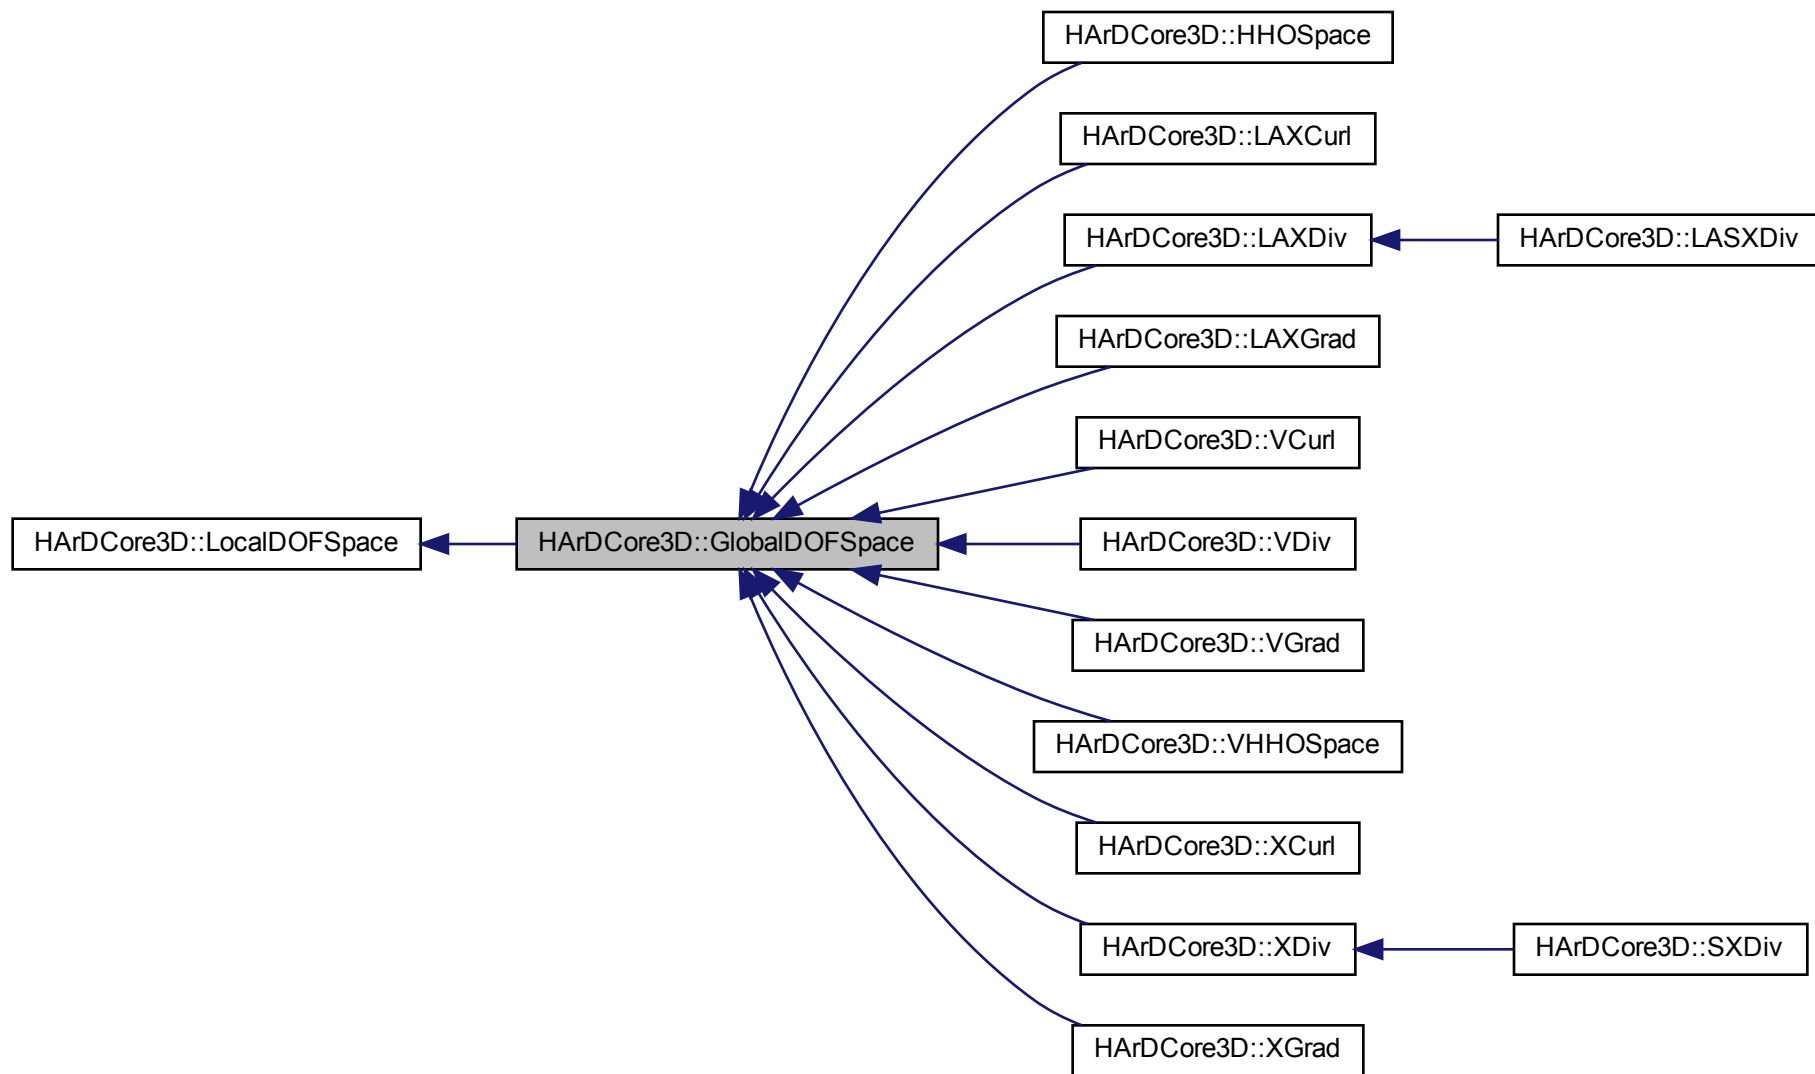 HArDCore3D::HHOSpace
HArDCore3D::LAXCurl
HArDCore3D::LAXDiv
HArDCore3D::LASXDiv
HArDCore3D::LAXGrad
HArDCore3D::VCurl
HArDCore3D::LocalDOFSpace
HArDCore3D::GlobalDOFSpace
HArDCore3D::VDiv
HArDCore3D::VGrad
HArDCore3D::VHHOSpace
HArDCore3D::XCurl
HArDCore3D::XDiv
HArDCore3D::SXDiv
HArDCore3D::XGrad